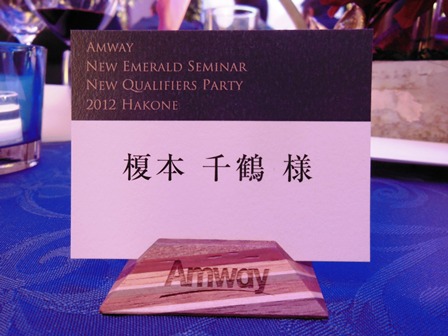 Amway
New Emerald Seminar
New Qualifiers Party
2012 Hakone
榎本 千鶴 様
Amway